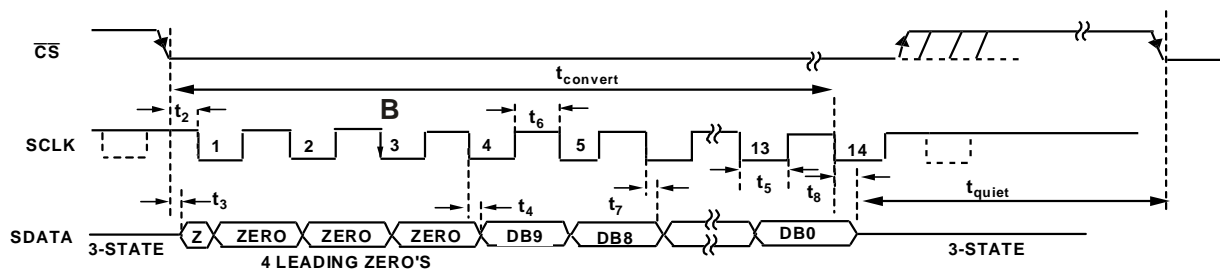 CS
tconvert
t2
B
t6
SCLK
1 2 3 4 5 13 14
t3
t4
t7
t5
t8
tquiet
SDATA
Z ZERO ZERO ZERO DB9 DB8 DB0
3-STATE
3-STATE
4 LEADING ZERO'S